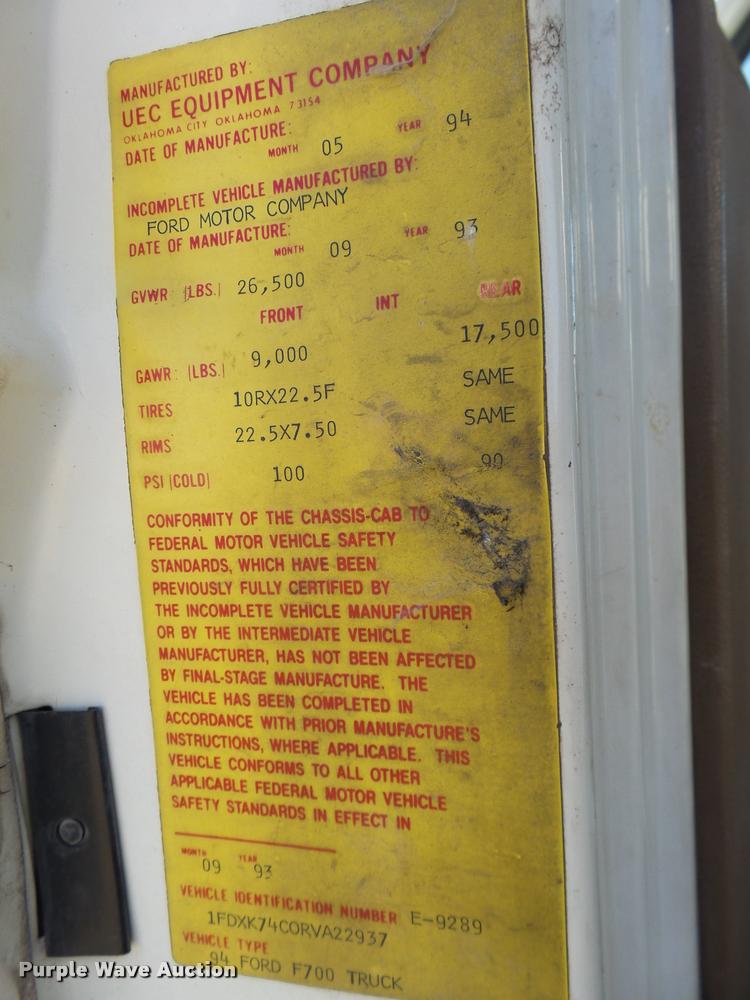 MANUFACTURED BY:
UEC EQUIPMENT COMPANY
OKLAHOMA CITY OKLAHOMA 73154
DATE OF MANUFACTURE: MONTH 05 YEAR 94
INCOMPLETE VEHICLE MANUFACTURED BY:
FORD MOTOR COMPANY
DATE OF MANUFACTURE: MONTH 09 YEAR 93
GVWR (LBS.) 26,500
FRONT INT REAR
GAWR (LBS.) 9,000 17,500
TIRES 10RX22.5F SAME
RIMS 22.5X7.50 SAME
PSI (COLD) 100 90
CONFORMITY OF THE CHASSIS-CAB TO
FEDERAL MOTOR VEHICLE SAFETY
STANDARDS, WHICH HAVE BEEN
PREVIOUSLY FULLY CERTIFIED BY
THE INCOMPLETE VEHICLE MANUFACTURER
OR BY THE INTERMEDIATE VEHICLE
MANUFACTURER, HAS NOT BEEN AFFECTED
BY FINAL-STAGE MANUFACTURE. THE
VEHICLE HAS BEEN COMPLETED IN
ACCORDANCE WITH PRIOR MANUFACTURE'S
INSTRUCTIONS, WHERE APPLICABLE. THIS
VEHICLE CONFORMS TO ALL OTHER
APPLICABLE FEDERAL MOTOR VEHICLE
SAFETY STANDARDS IN EFFECT IN
MONTH YEAR
09 93
VEHICLE IDENTIFICATION NUMBER E-9289
1FDXK74CORVA22937
VEHICLE TYPE
94 FORD F700 TRUCK
Purple Wave Auction